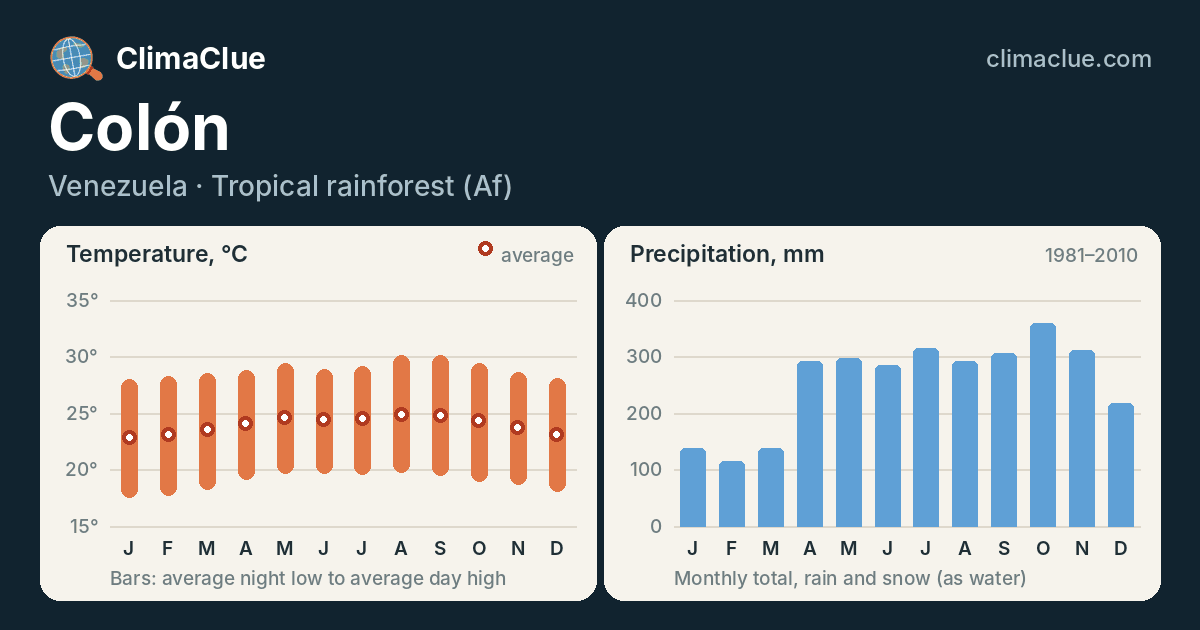 ClimaClue
climaclue.com
Colón
Venezuela · Tropical rainforest (Af)
Temperature, °C
average
35°
30°
25°
20°
15°
J F M A M J J A S O N D
Bars: average night low to average day high
Precipitation, mm
1981–2010
400
300
200
100
0
J F M A M J J A S O N D
Monthly total, rain and snow (as water)